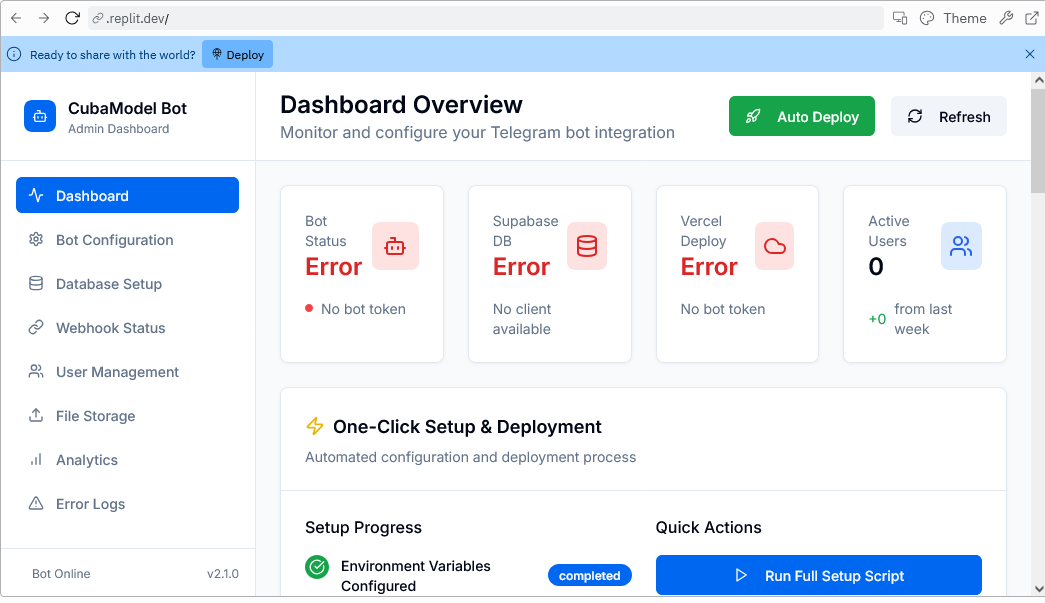 .replit.dev/
Theme
Ready to share with the world?
Deploy
CubaModel Bot
Admin Dashboard
Dashboard
Bot Configuration
Database Setup
Webhook Status
User Management
File Storage
Analytics
Error Logs
Bot Online
v2.1.0
Dashboard Overview
Monitor and configure your Telegram bot integration
Auto Deploy
Refresh
Bot
Status
Error
No bot token
Supabase
DB
Error
No client
available
Vercel
Deploy
Error
No bot token
Active
Users
0
+0
from last
week
One-Click Setup & Deployment
Automated configuration and deployment process
Setup Progress
Environment Variables
Configured
completed
Quick Actions
Run Full Setup Script